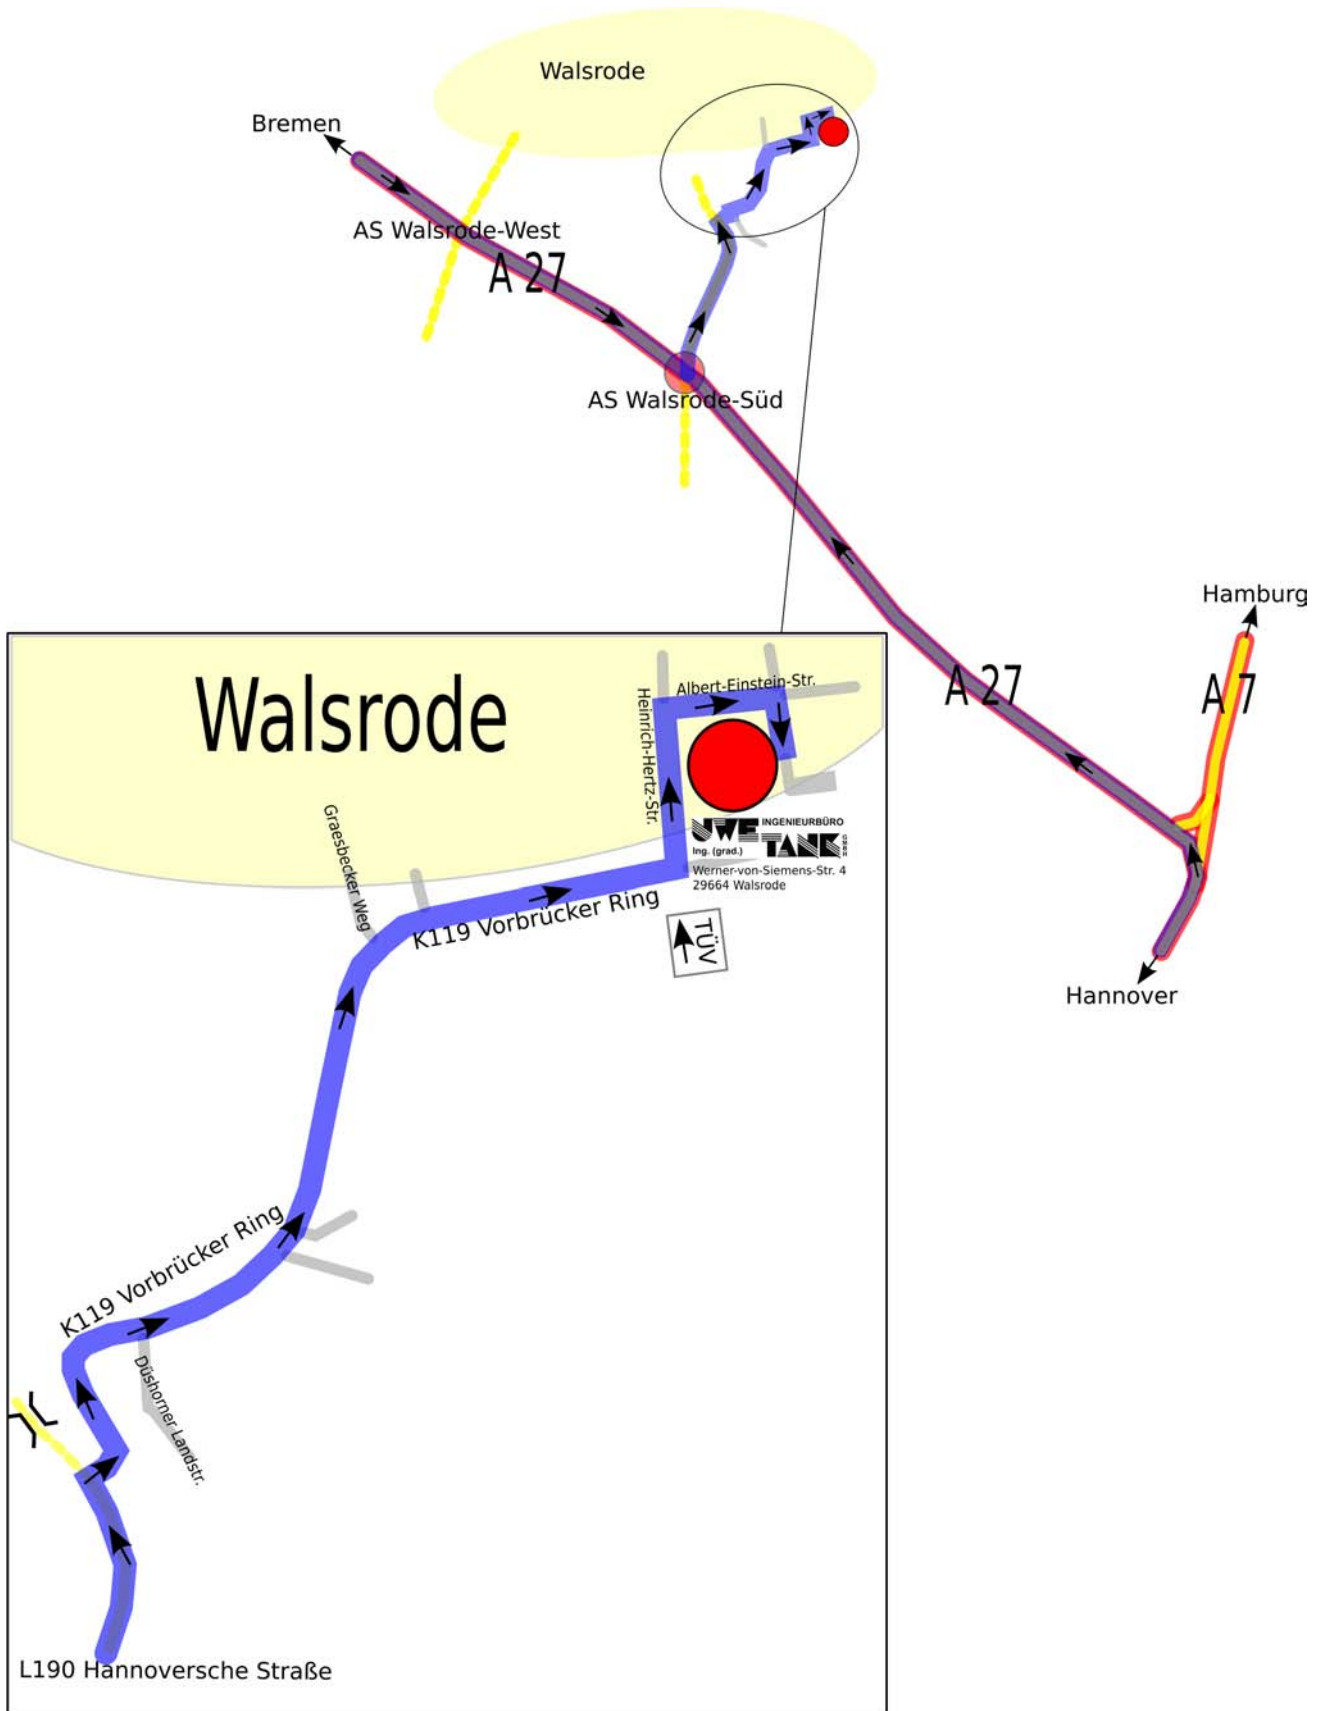 Walsrode
Bremen
AS Walsrode-West
A 27
AS Walsrode-Süd
Hamburg
A 27
A 7
Hannover
Walsrode
Albert-Einstein-Str.
Heinrich-Hertz-Str.
UWE INGENIEURBÜRO
Ing. (grad.) TANK GMBH
Werner-von-Siemens-Str. 4
29664 Walsrode
Graesbecker Weg
K119 Vorbrücker Ring
TÜV
K119 Vorbrücker Ring
Düshorner Landstr.
L190 Hannoversche Straße